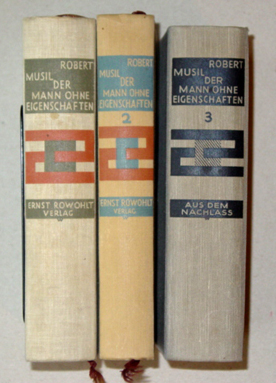 ROBERT
MUSIL
DER
MANN OHNE
EIGENSCHAFTEN
ERNST ROWOHLT
VERLAG
ROBERT
MUSIL
DER
MANN OHNE
EIGENSCHAFTEN
2
ERNST ROWOHLT
VERLAG
ROBERT
MUSIL
DER
MANN OHNE
EIGENSCHAFTEN
3
AUS DEM
NACHLASS